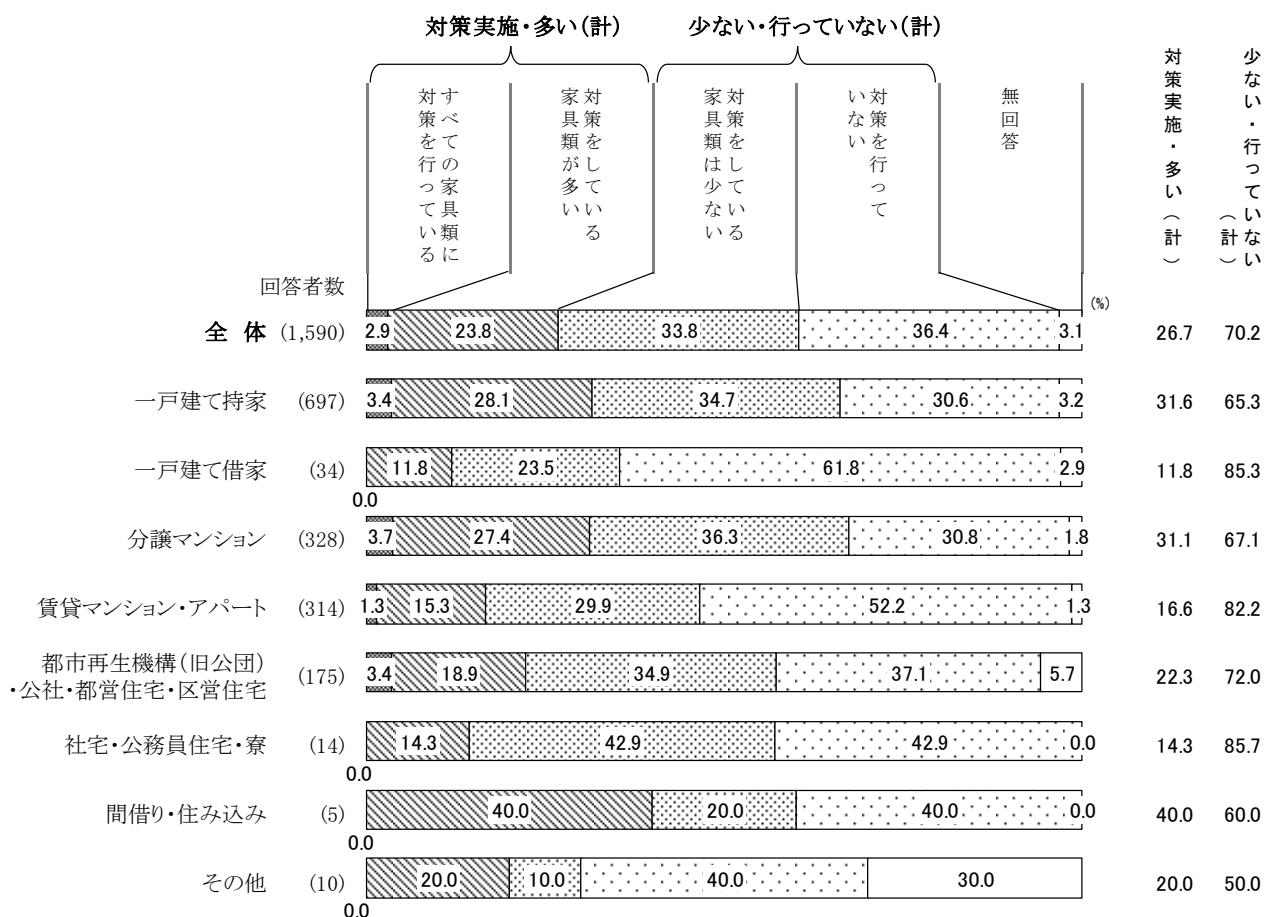 対策実施・多い(計)
少ない・行っていない(計)
すべての家具類に
対策を行っている
対策をしている
家具類が多い
対策をしている
家具類は少ない
対策を行って
いない
無回答
対策実施・多い(計)
少ない・行っていない
(計)
回答者数
(%)
全 体 (1,590) 2.9 23.8 33.8 36.4 3.1 26.7 70.2
一戸建て持家 (697) 3.4 28.1 34.7 30.6 3.2 31.6 65.3
一戸建て借家 (34) 11.8 23.5 61.8 2.9 11.8 85.3
0.0
分譲マンション (328) 3.7 27.4 36.3 30.8 1.8 31.1 67.1
賃貸マンション・アパート (314) 1.3 15.3 29.9 52.2 1.3 16.6 82.2
都市再生機構(旧公団)
・公社・都営住宅・区営住宅 (175) 3.4 18.9 34.9 37.1 5.7 22.3 72.0
社宅・公務員住宅・寮 (14) 14.3 42.9 42.9 0.0 14.3 85.7
0.0
間借り・住み込み (5) 40.0 20.0 40.0 0.0 40.0 60.0
0.0
その他 (10) 20.0 10.0 40.0 30.0 20.0 50.0
0.0